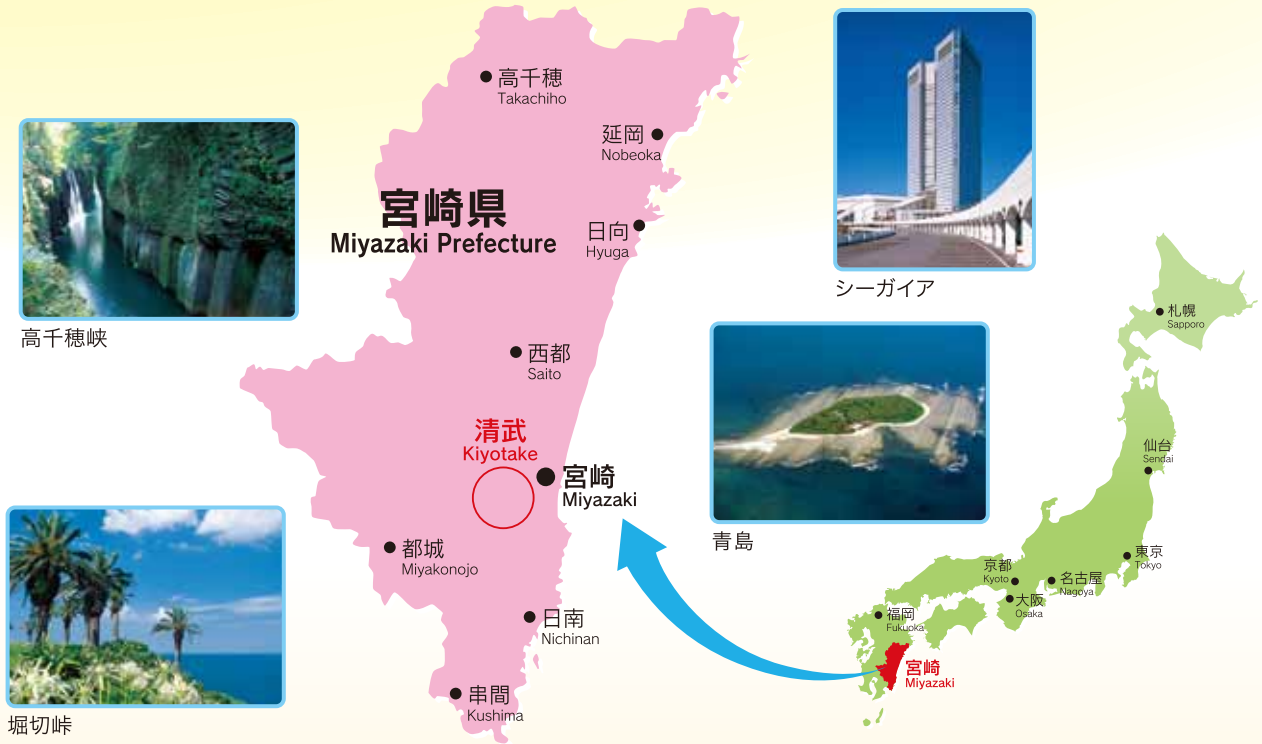 高千穂
Takachiho
延岡
Nobeoka
宮崎県
Miyazaki Prefecture
日向
Hyuga
シーガイア
高千穂峡
札幌
Sapporo
西都
Saito
清武
Kiyotake
宮崎
Miyazaki
仙台
Sendai
青島
都城
Miyakonojo
東京
Tokyo
京都
Kyoto
名古屋
Nagoya
大阪
Osaka
福岡
Fukuoka
日南
Nichinan
宮崎
Miyazaki
串間
Kushima
堀切峠